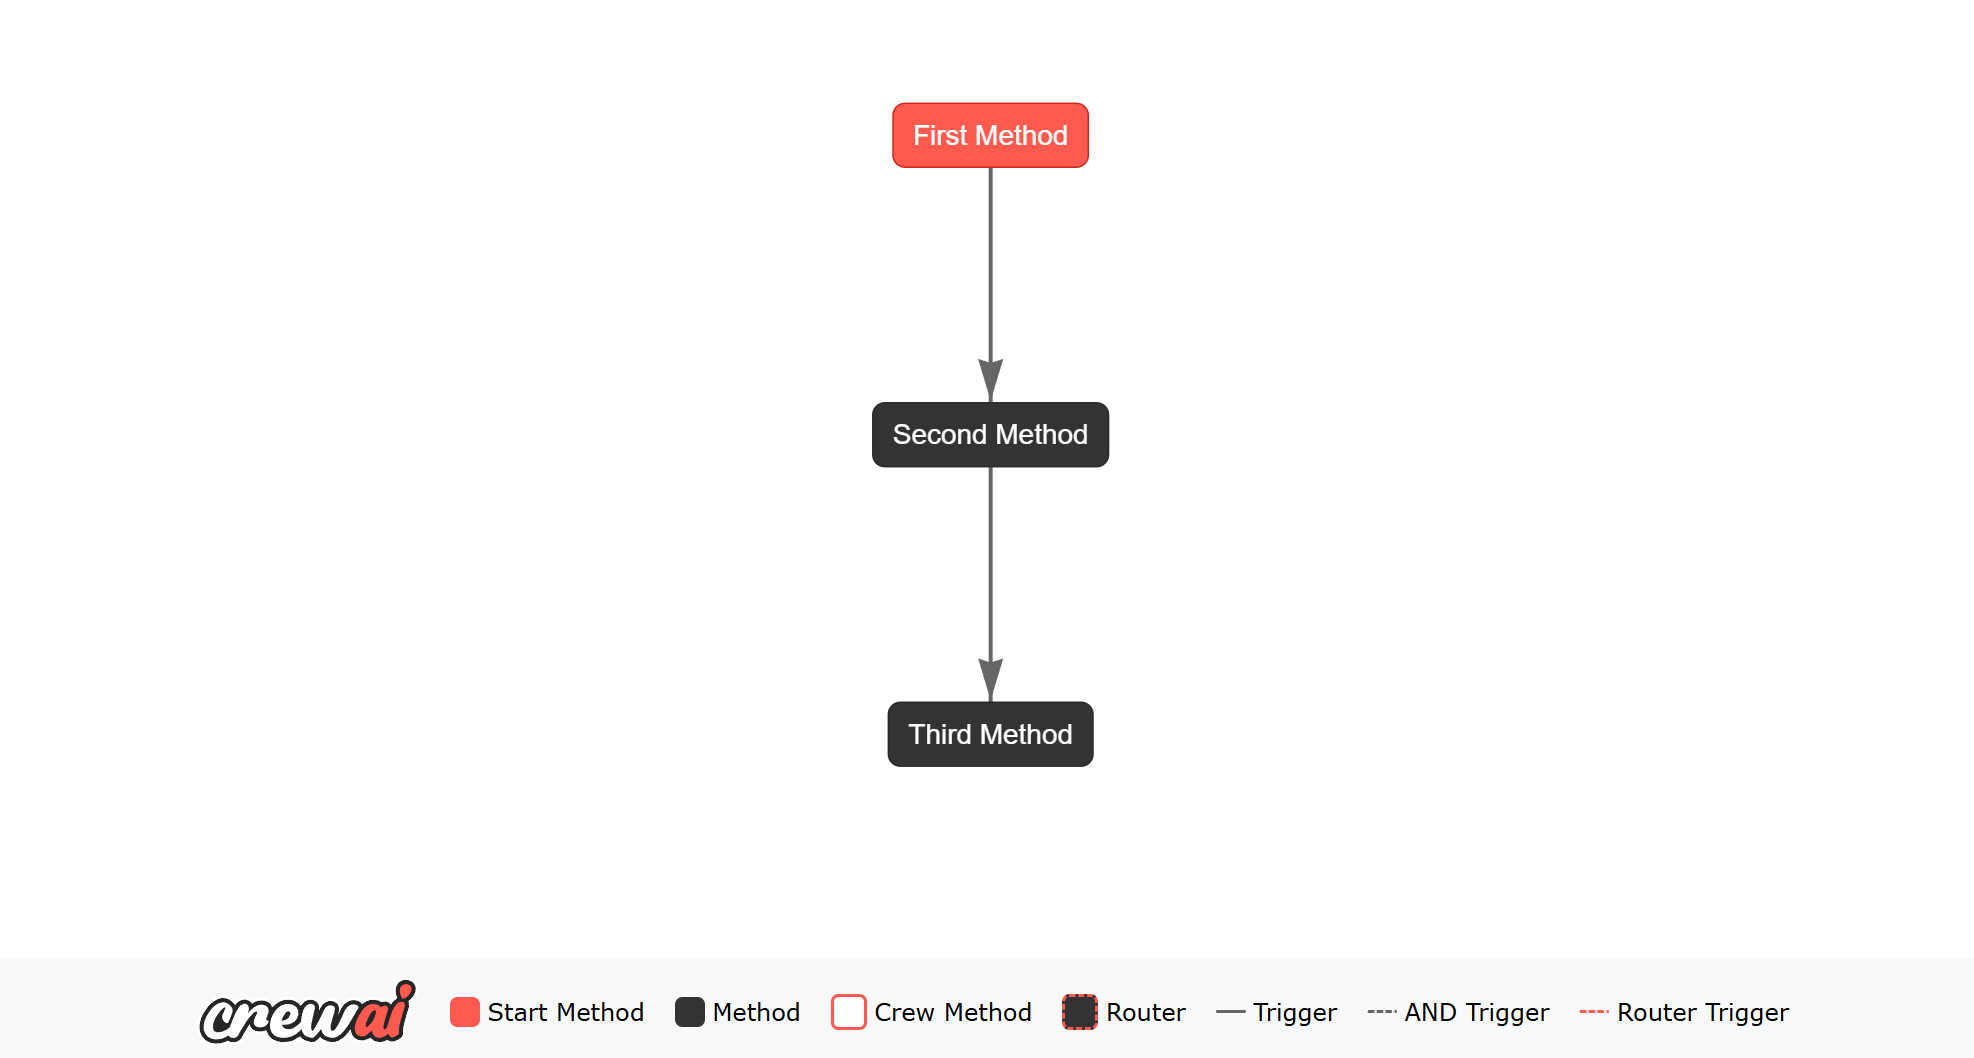 First Method
Second Method
Third Method
crewai
Start Method
Method
Crew Method
Router
Trigger
AND Trigger
Router Trigger